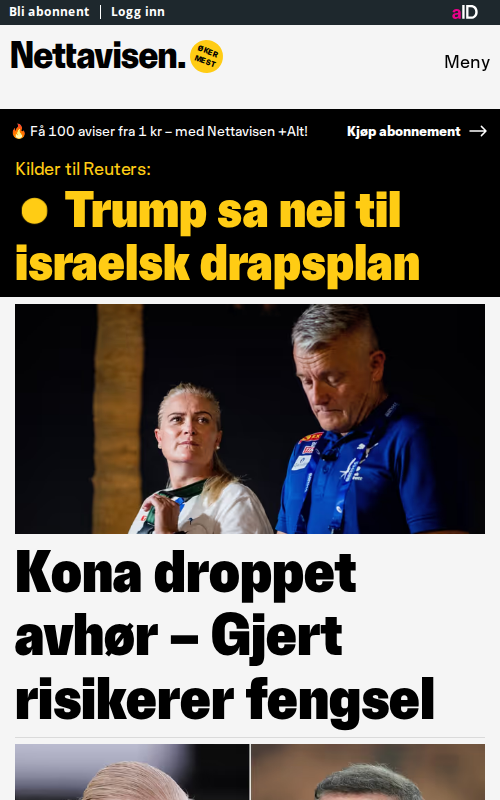 Bli abonnent | Logg inn
aID
Nettavisen.
ØKER
MEST
Meny
Få 100 aviser fra 1 kr – med Nettavisen +Alt!
Kjøp abonnement →
Kilder til Reuters:
Trump sa nei til
israelsk drapsplan
Kona droppet
avhør – Gjert
risikerer fengsel